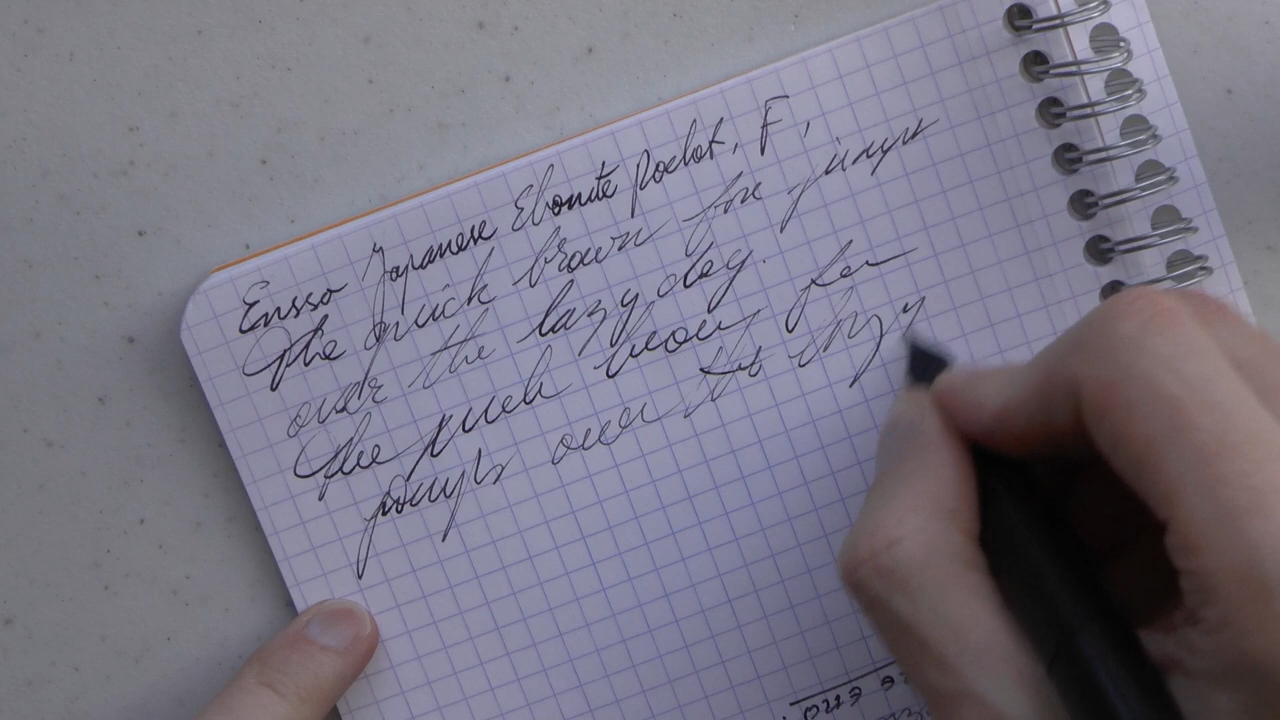 Ensso Japanese Ebonite Pocket, F,
The quick brown fox jumps
over the lazy dog.
The quick brown fox
jumps over the lazy